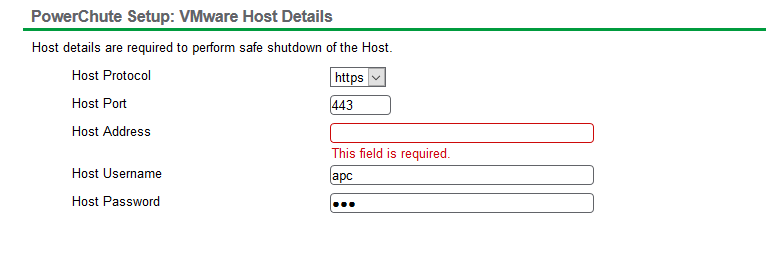 PowerChute Setup: VMware Host Details
Host details are required to perform safe shutdown of the Host.
Host Protocol https
Host Port 443
Host Address
This field is required.
Host Username apc
Host Password •••